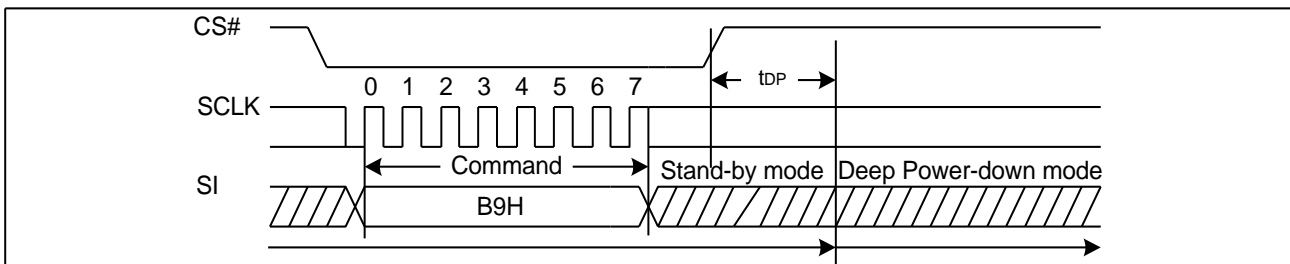 CS#
tDP
0 1 2 3 4 5 6 7
SCLK
Command
Stand-by mode Deep Power-down mode
SI
B9H